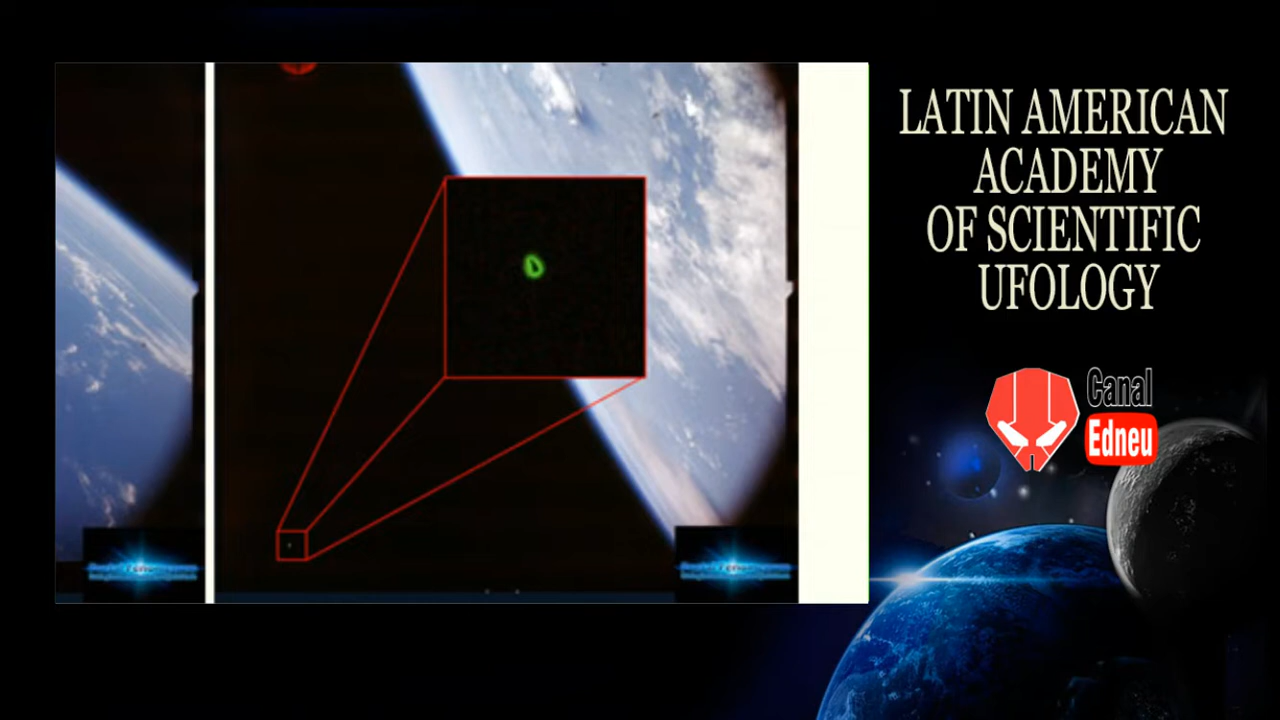 LATIN AMERICAN
ACADEMY
OF SCIENTIFIC
UFOLOGY
Canal
Edneu